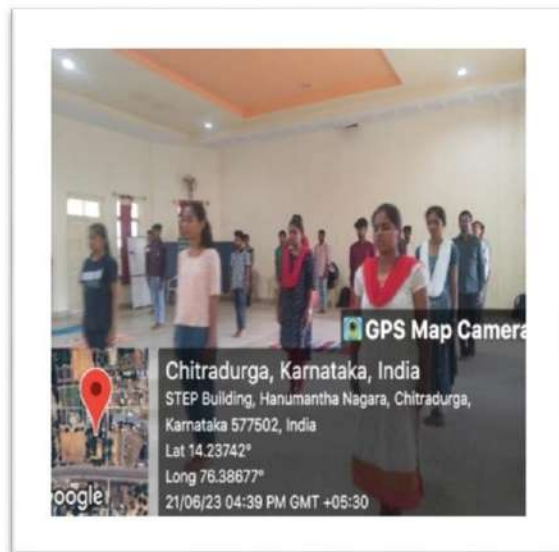 GPS Map Camera
Chitradurga, Karnataka, India
STEP Building, Hanumantha Nagara, Chitradurga,
Karnataka 577502, India
Lat 14.23742°
Long 76.38677°
21/06/23 04:39 PM GMT +05:30
oogle